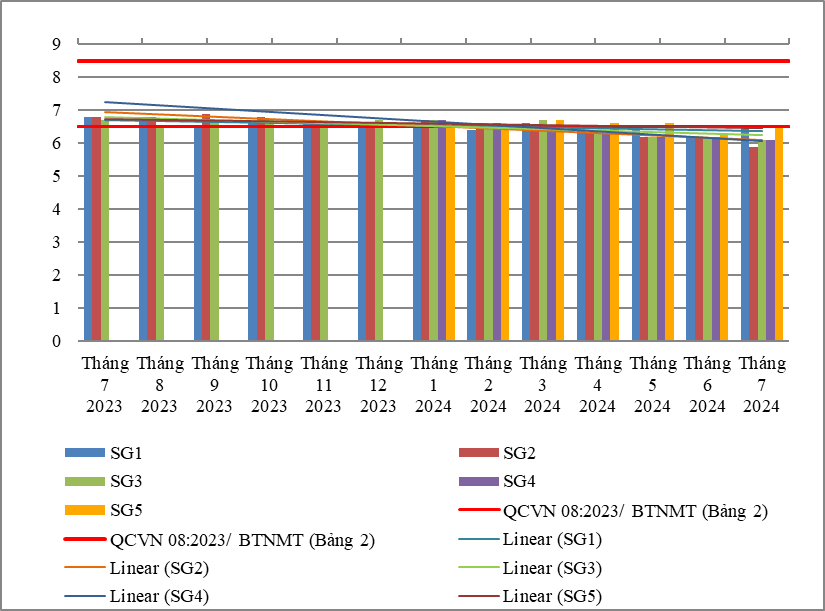 9
8
7
6
5
4
3
2
1
0
Tháng Tháng Tháng Tháng Tháng Tháng Tháng Tháng Tháng Tháng Tháng Tháng Tháng
7 8 9 10 11 12 1 2 3 4 5 6 7
2023 2023 2023 2023 2023 2023 2024 2024 2024 2024 2024 2024 2024
SG1 SG2
SG3 SG4
SG5 QCVN 08:2023/ BTNMT (Bảng 2)
QCVN 08:2023/ BTNMT (Bảng 2) Linear (SG1)
Linear (SG2) Linear (SG3)
Linear (SG4) Linear (SG5)